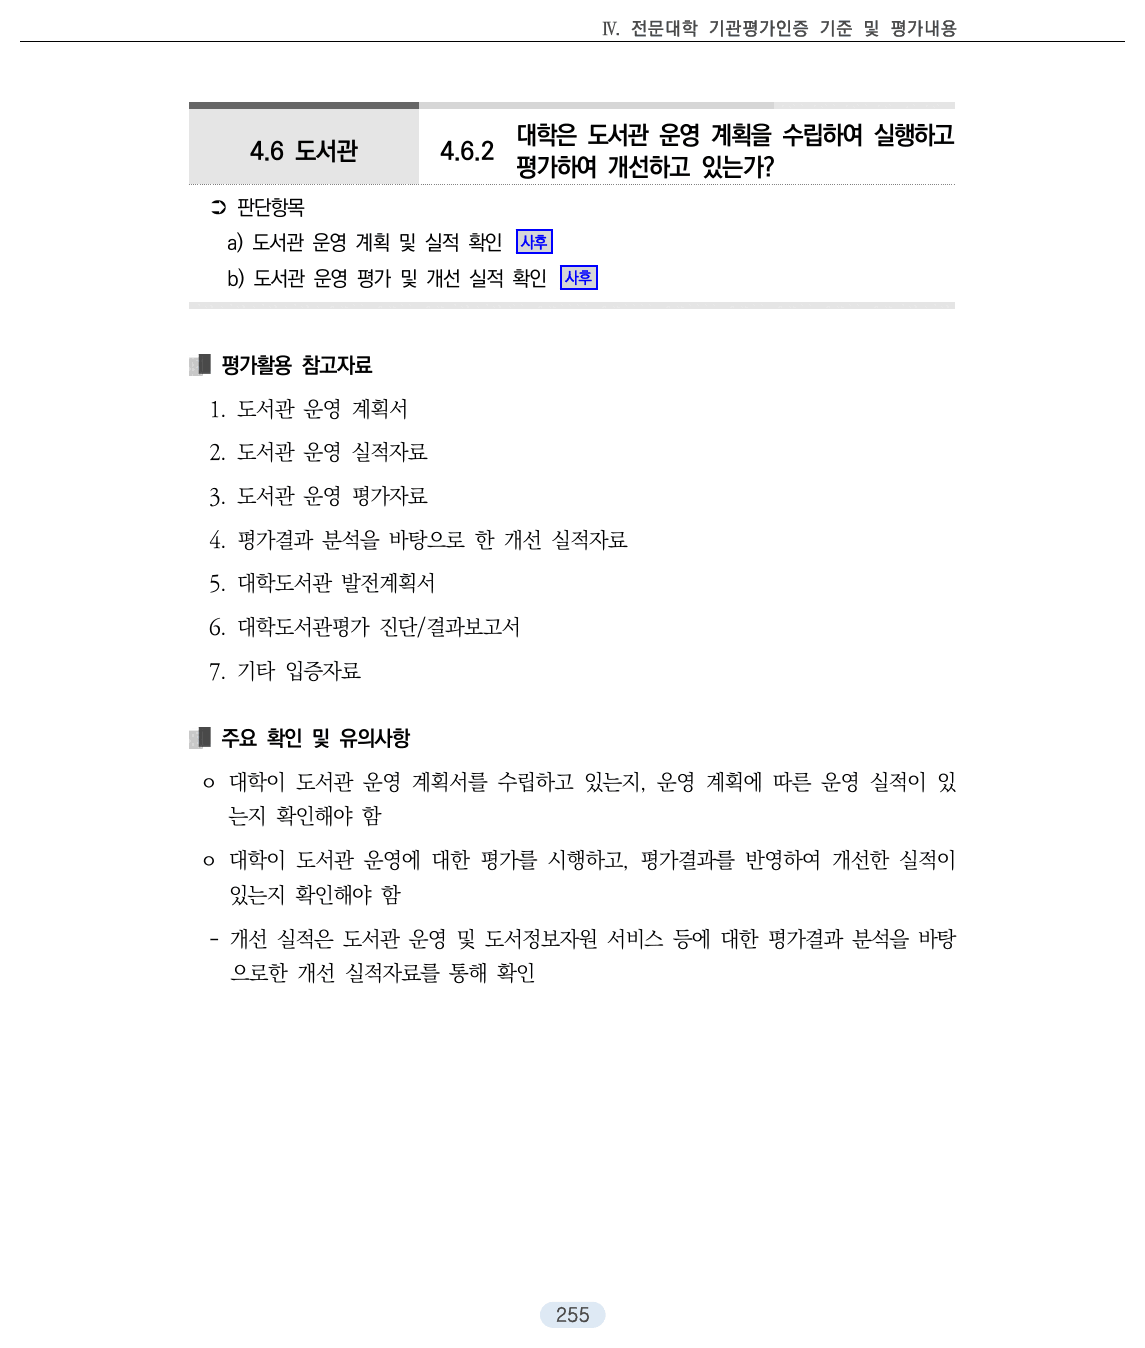 Ⅳ. 전문대학 기관평가인증 기준 및 평가내용
4.6 도서관
4.6.2 대학은 도서관 운영 계획을 수립하여 실행하고
평가하여 개선하고 있는가?
➲ 판단항목
a) 도서관 운영 계획 및 실적 확인 사후
b) 도서관 운영 평가 및 개선 실적 확인 사후
평가활용 참고자료
1. 도서관 운영 계획서
2. 도서관 운영 실적자료
3. 도서관 운영 평가자료
4. 평가결과 분석을 바탕으로 한 개선 실적자료
5. 대학도서관 발전계획서
6. 대학도서관평가 진단/결과보고서
7. 기타 입증자료
주요 확인 및 유의사항
ㅇ 대학이 도서관 운영 계획서를 수립하고 있는지, 운영 계획에 따른 운영 실적이 있
는지 확인해야 함
ㅇ 대학이 도서관 운영에 대한 평가를 시행하고, 평가결과를 반영하여 개선한 실적이
있는지 확인해야 함
- 개선 실적은 도서관 운영 및 도서정보자원 서비스 등에 대한 평가결과 분석을 바탕
으로한 개선 실적자료를 통해 확인
255